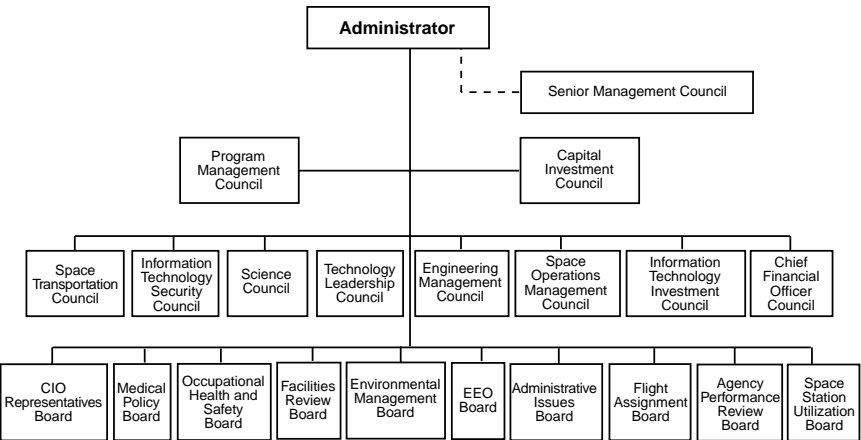 Administrator
Senior Management Council
Program
Management
Council
Capital
Investment
Council
Space
Transportation
Council
Information
Technology
Security
Council
Science
Council
Technology
Leadership
Council
Engineering
Management
Council
Space
Operations
Management
Council
Information
Technology
Investment
Council
Chief
Financial
Officer
Council
CIO
Representatives
Board
Medical
Policy
Board
Occupational
Health and
Safety
Board
Facilities
Review
Board
Environmental
Management
Board
EEO
Board
Administrative
Issues
Board
Flight
Assignment
Board
Agency
Performance
Review
Board
Space
Station
Utilization
Board